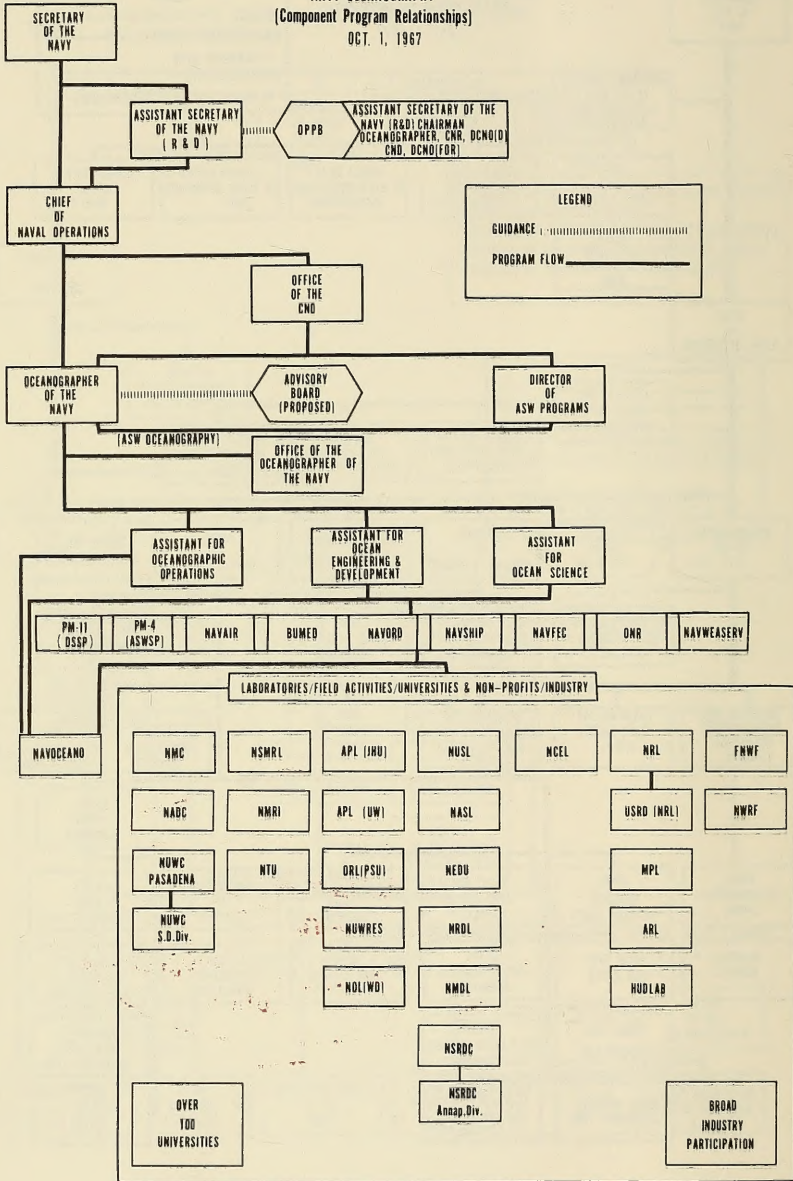 (Component Program Relationships)
OCT. 1, 1967
SECRETARY
OF THE
NAVY
ASSISTANT SECRETARY
OF THE NAVY
( R & D )
OPPB
ASSISTANT SECRETARY OF THE
NAVY (R&D) CHAIRMAN
OCEANOGRAPHER, CNR, DCNO(D)
CND, DCNO(FOR)
CHIEF
OF
NAVAL OPERATIONS
LEGEND
GUIDANCE
PROGRAM FLOW
OFFICE
OF THE
CNO
OCEANOGRAPHER
OF THE
NAVY
ADVISORY
BOARD
(PROPOSED)
DIRECTOR
OF
ASW PROGRAMS
(ASW OCEANOGRAPHY)
OFFICE OF THE
OCEANOGRAPHER OF
THE NAVY
ASSISTANT FOR
OCEANOGRAPHIC
OPERATIONS
ASSISTANT FOR
OCEAN
ENGINEERING &
DEVELOPMENT
ASSISTANT
FOR
OCEAN SCIENCE
PM-11
(DSSP)
PM-4
(ASWSP)
NAVAIR
BUMED
NAVORD
NAVSHIP
NAVFEC
ONR
NAVWEASERV
LABORATORIES/FIELD ACTIVITIES/UNIVERSITIES & NON-PROFITS/INDUSTRY
NAVOCEANO
NMC
NSMRL
APL (JHU)
NUSL
NCEL
NRL
FNWF
NADC
NMRI
APL (UW)
NASL
USRD (NRL)
NWRF
NUWC
PASADENA
NTU
ORL(PSU)
NEDU
MPL
NUWC
S.D.Div.
NUWRES
NRDL
ARL
NOL(WO)
NMDL
HUDLAB
NSRDC
NSRDC
Annap,Div.
OVER
100
UNIVERSITIES
BROAD
INDUSTRY
PARTICIPATION